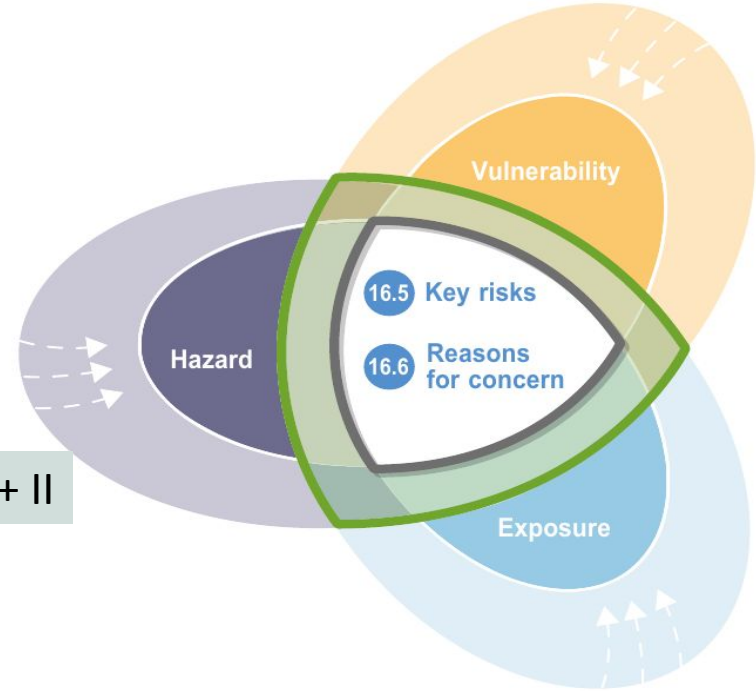 Vulnerability
16.5 Key risks
16.6 Reasons
for concern
Hazard
+ II
Exposure